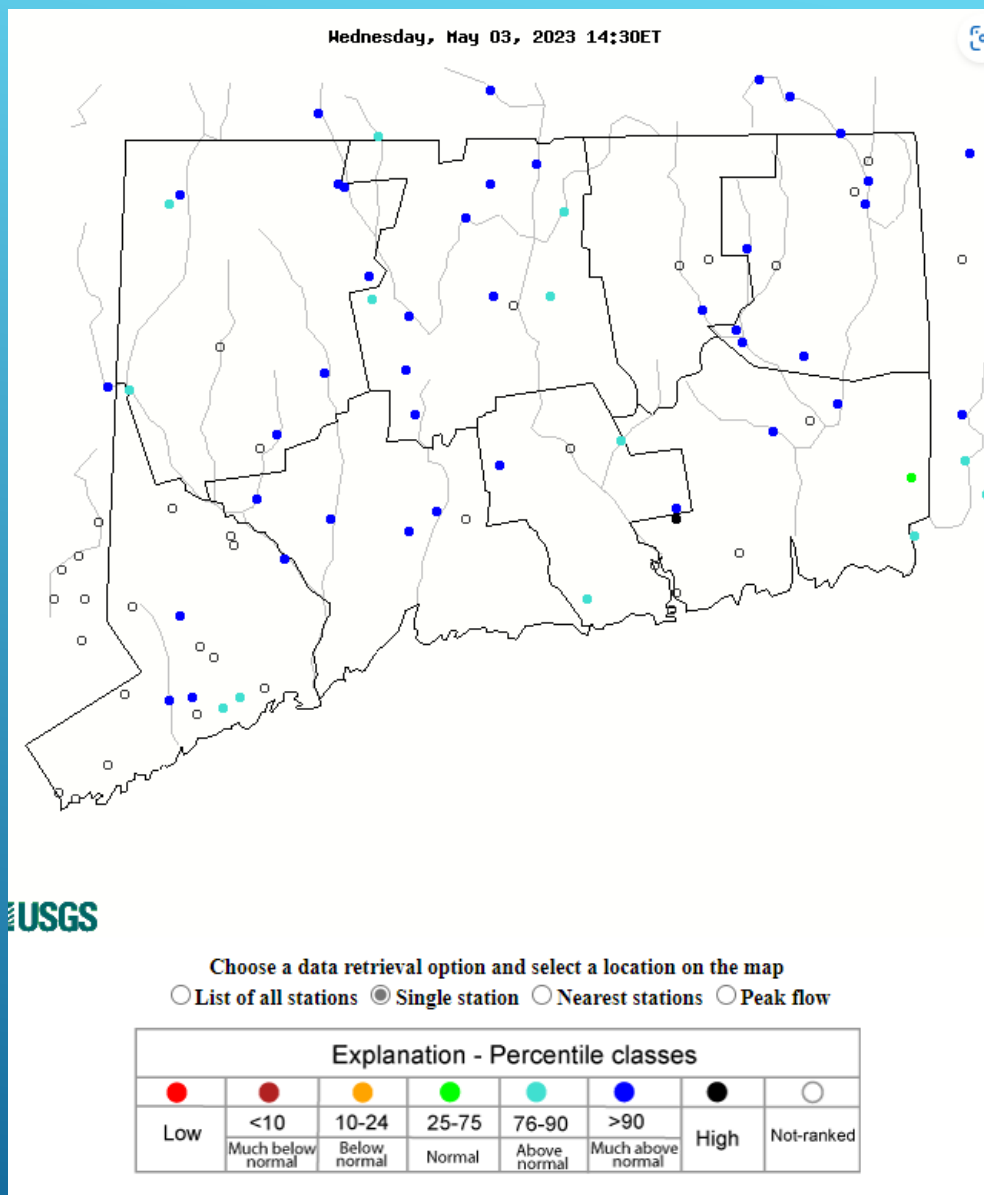 Wednesday, May 03, 2023 14:30ET
USGS
Choose a data retrieval option and select a location on the map
List of all stations Single station Nearest stations Peak flow
Explanation - Percentile classes
Low <10 10-24 25-75 76-90 >90 High Not-ranked
Much below normal Below normal Normal Above normal Much above normal